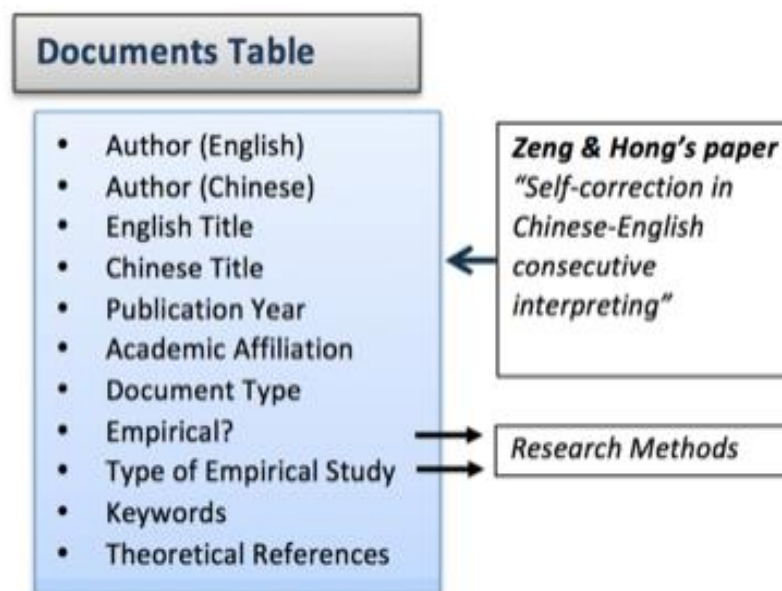 Documents Table
• Author (English)
• Author (Chinese)
• English Title
• Chinese Title
• Publication Year
• Academic Affiliation
• Document Type
• Empirical?
• Type of Empirical Study
• Keywords
• Theoretical References
Zeng & Hong’s paper
“Self-correction in
Chinese-English
consecutive
interpreting”
Research Methods